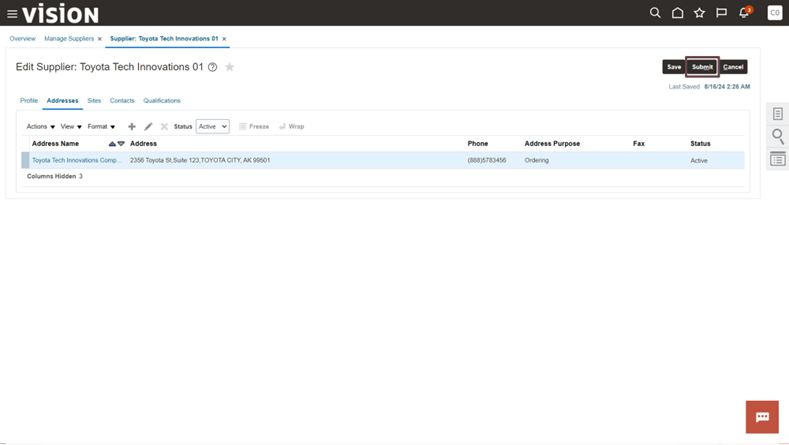 VISION
3
CO
Overview Manage Suppliers × Supplier: Toyota Tech Innovations 01 ×
Edit Supplier: Toyota Tech Innovations 01 ?
Save Submit Cancel
Last Saved 8/16/24 2:26 AM
Profile Addresses Sites Contacts Qualifications
Actions View Format Status Active Freeze Wrap
Address Name Address Phone Address Purpose Fax Status
Toyota Tech Innovations Comp... 2356 Toyota St,Suite 123,TOYOTA CITY, AK 99501 (888)5783456 Ordering Active
Columns Hidden 3